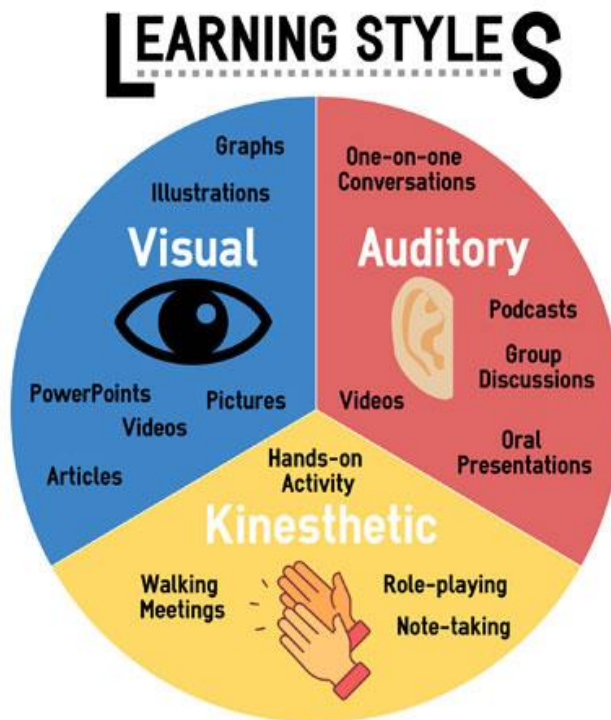 LEARNING STYLES
Graphs
Illustrations
Visual
PowerPoints
Videos
Pictures
Articles
One-on-one
Conversations
Auditory
Podcasts
Group
Discussions
Videos
Oral
Presentations
Hands-on
Activity
Kinesthetic
Walking
Meetings
Role-playing
Note-taking